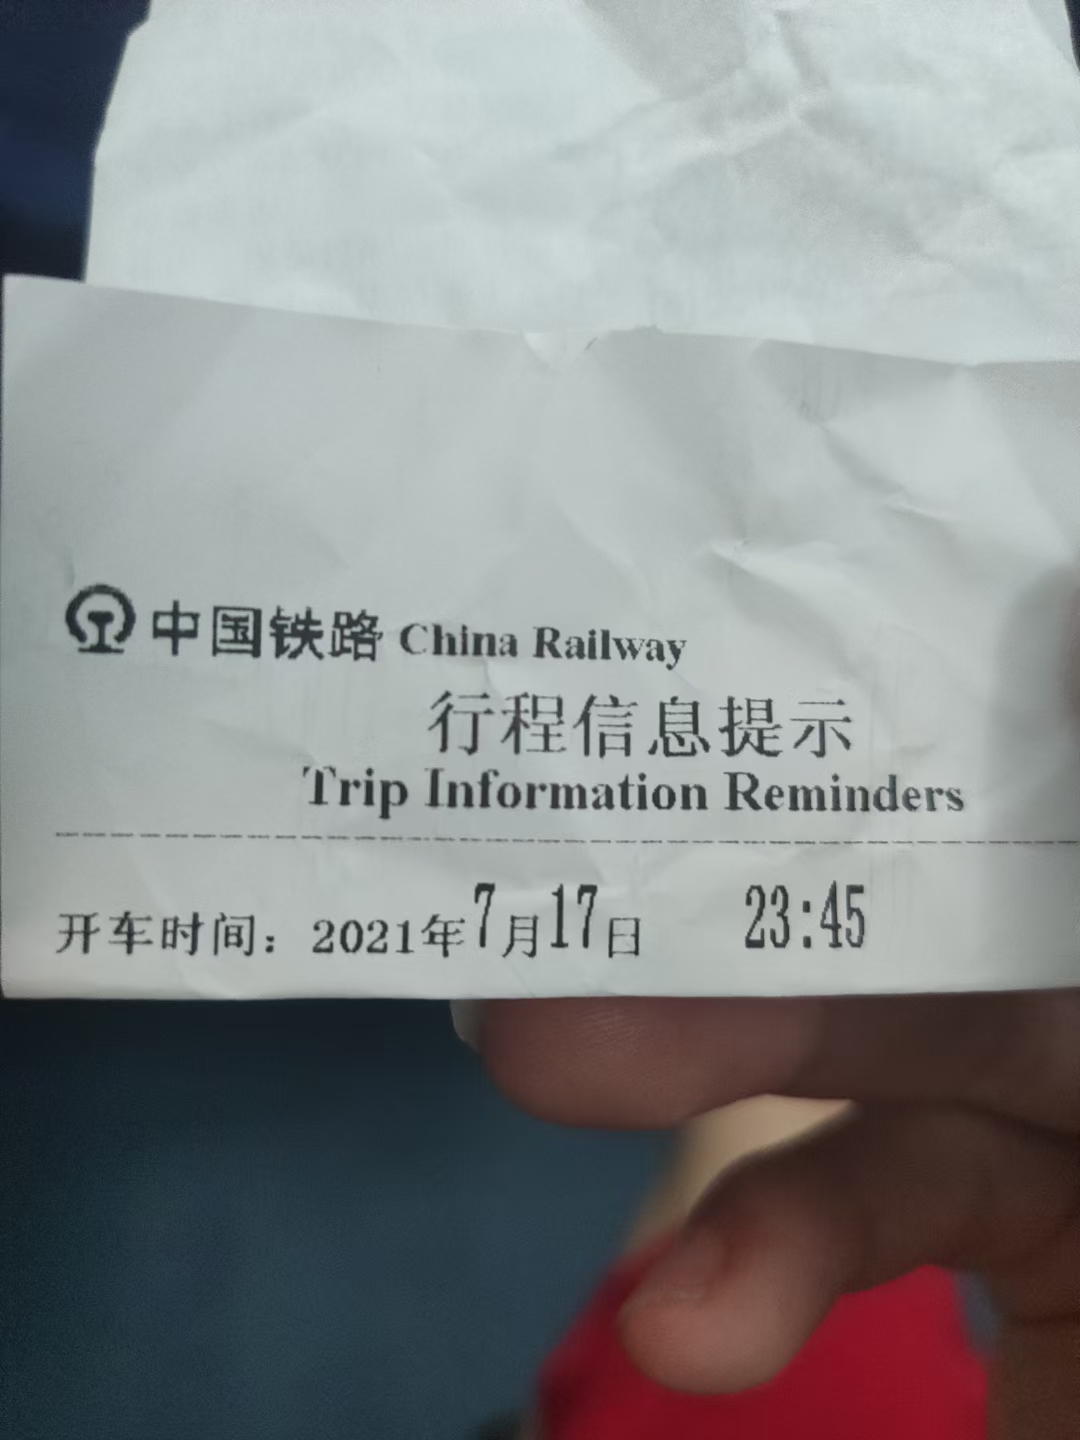 中国铁路 China Railway
行程信息提示
Trip Information Reminders
开车时间：2021年7月17日 23:45